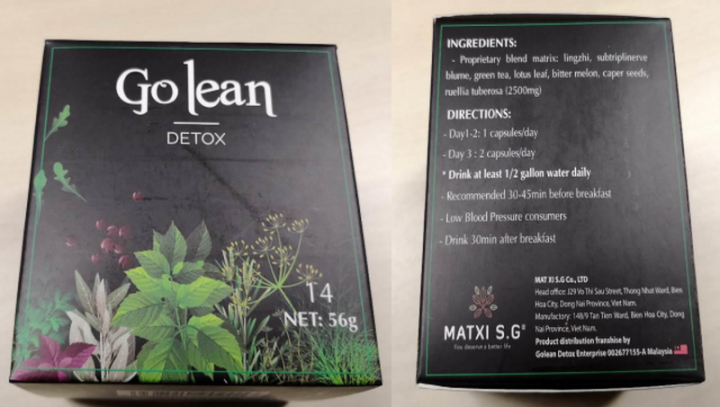 Go lean
DETOX
14
NET: 56g
INGREDIENTS:
- Proprietary blend matrix: lingzhi, subtriplinerve
blume, green tea, lotus leaf, bitter melon, caper seeds,
ruellia tuberosa (2500mg)
DIRECTIONS:
- Day1-2: 1 capsules/day
- Day 3 : 2 capsules/day
* Drink at least 1/2 gallon water daily
- Recommended 30-45min before breakfast
- Low Blood Pressure consumers
- Drink 30min after breakfast
MATXI S.G®
You deserve a better life
MAT XI S.G Co., LTD
Head office: J29 Vo Thi Sau Street, Thong Nhat Ward, Bien
Hoa City, Dong Nai Province, Viet Nam.
Manufactory: 148/9 Tan Tien Ward, Bien Hoa City, Dong
Nai Province, Viet Nam.
Product distribution franshine by
Golean Detox Enterprise 002677155-A Malaysia